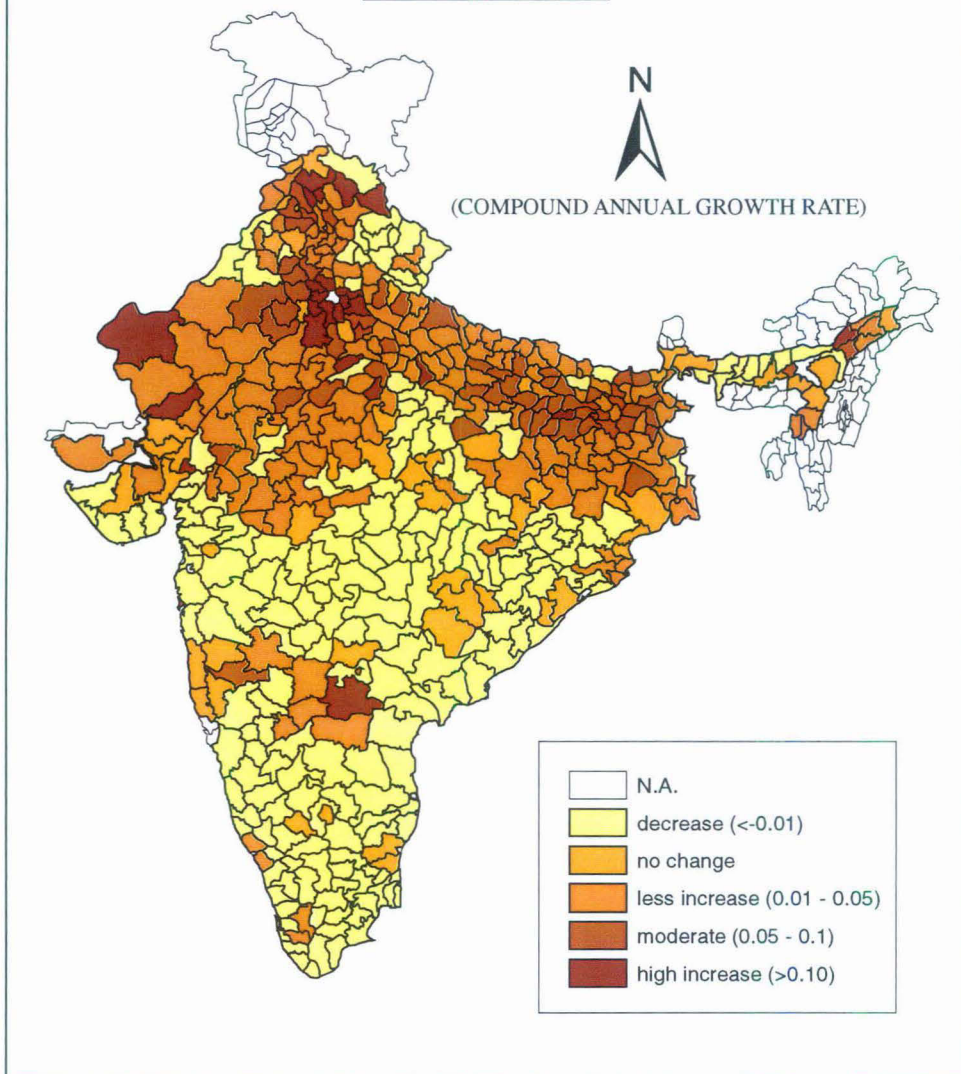 N
(COMPOUND ANNUAL GROWTH RATE)
N.A.
decrease (<-0.01)
no change
less increase (0.01 - 0.05)
moderate (0.05 - 0.1)
high increase (>0.10)